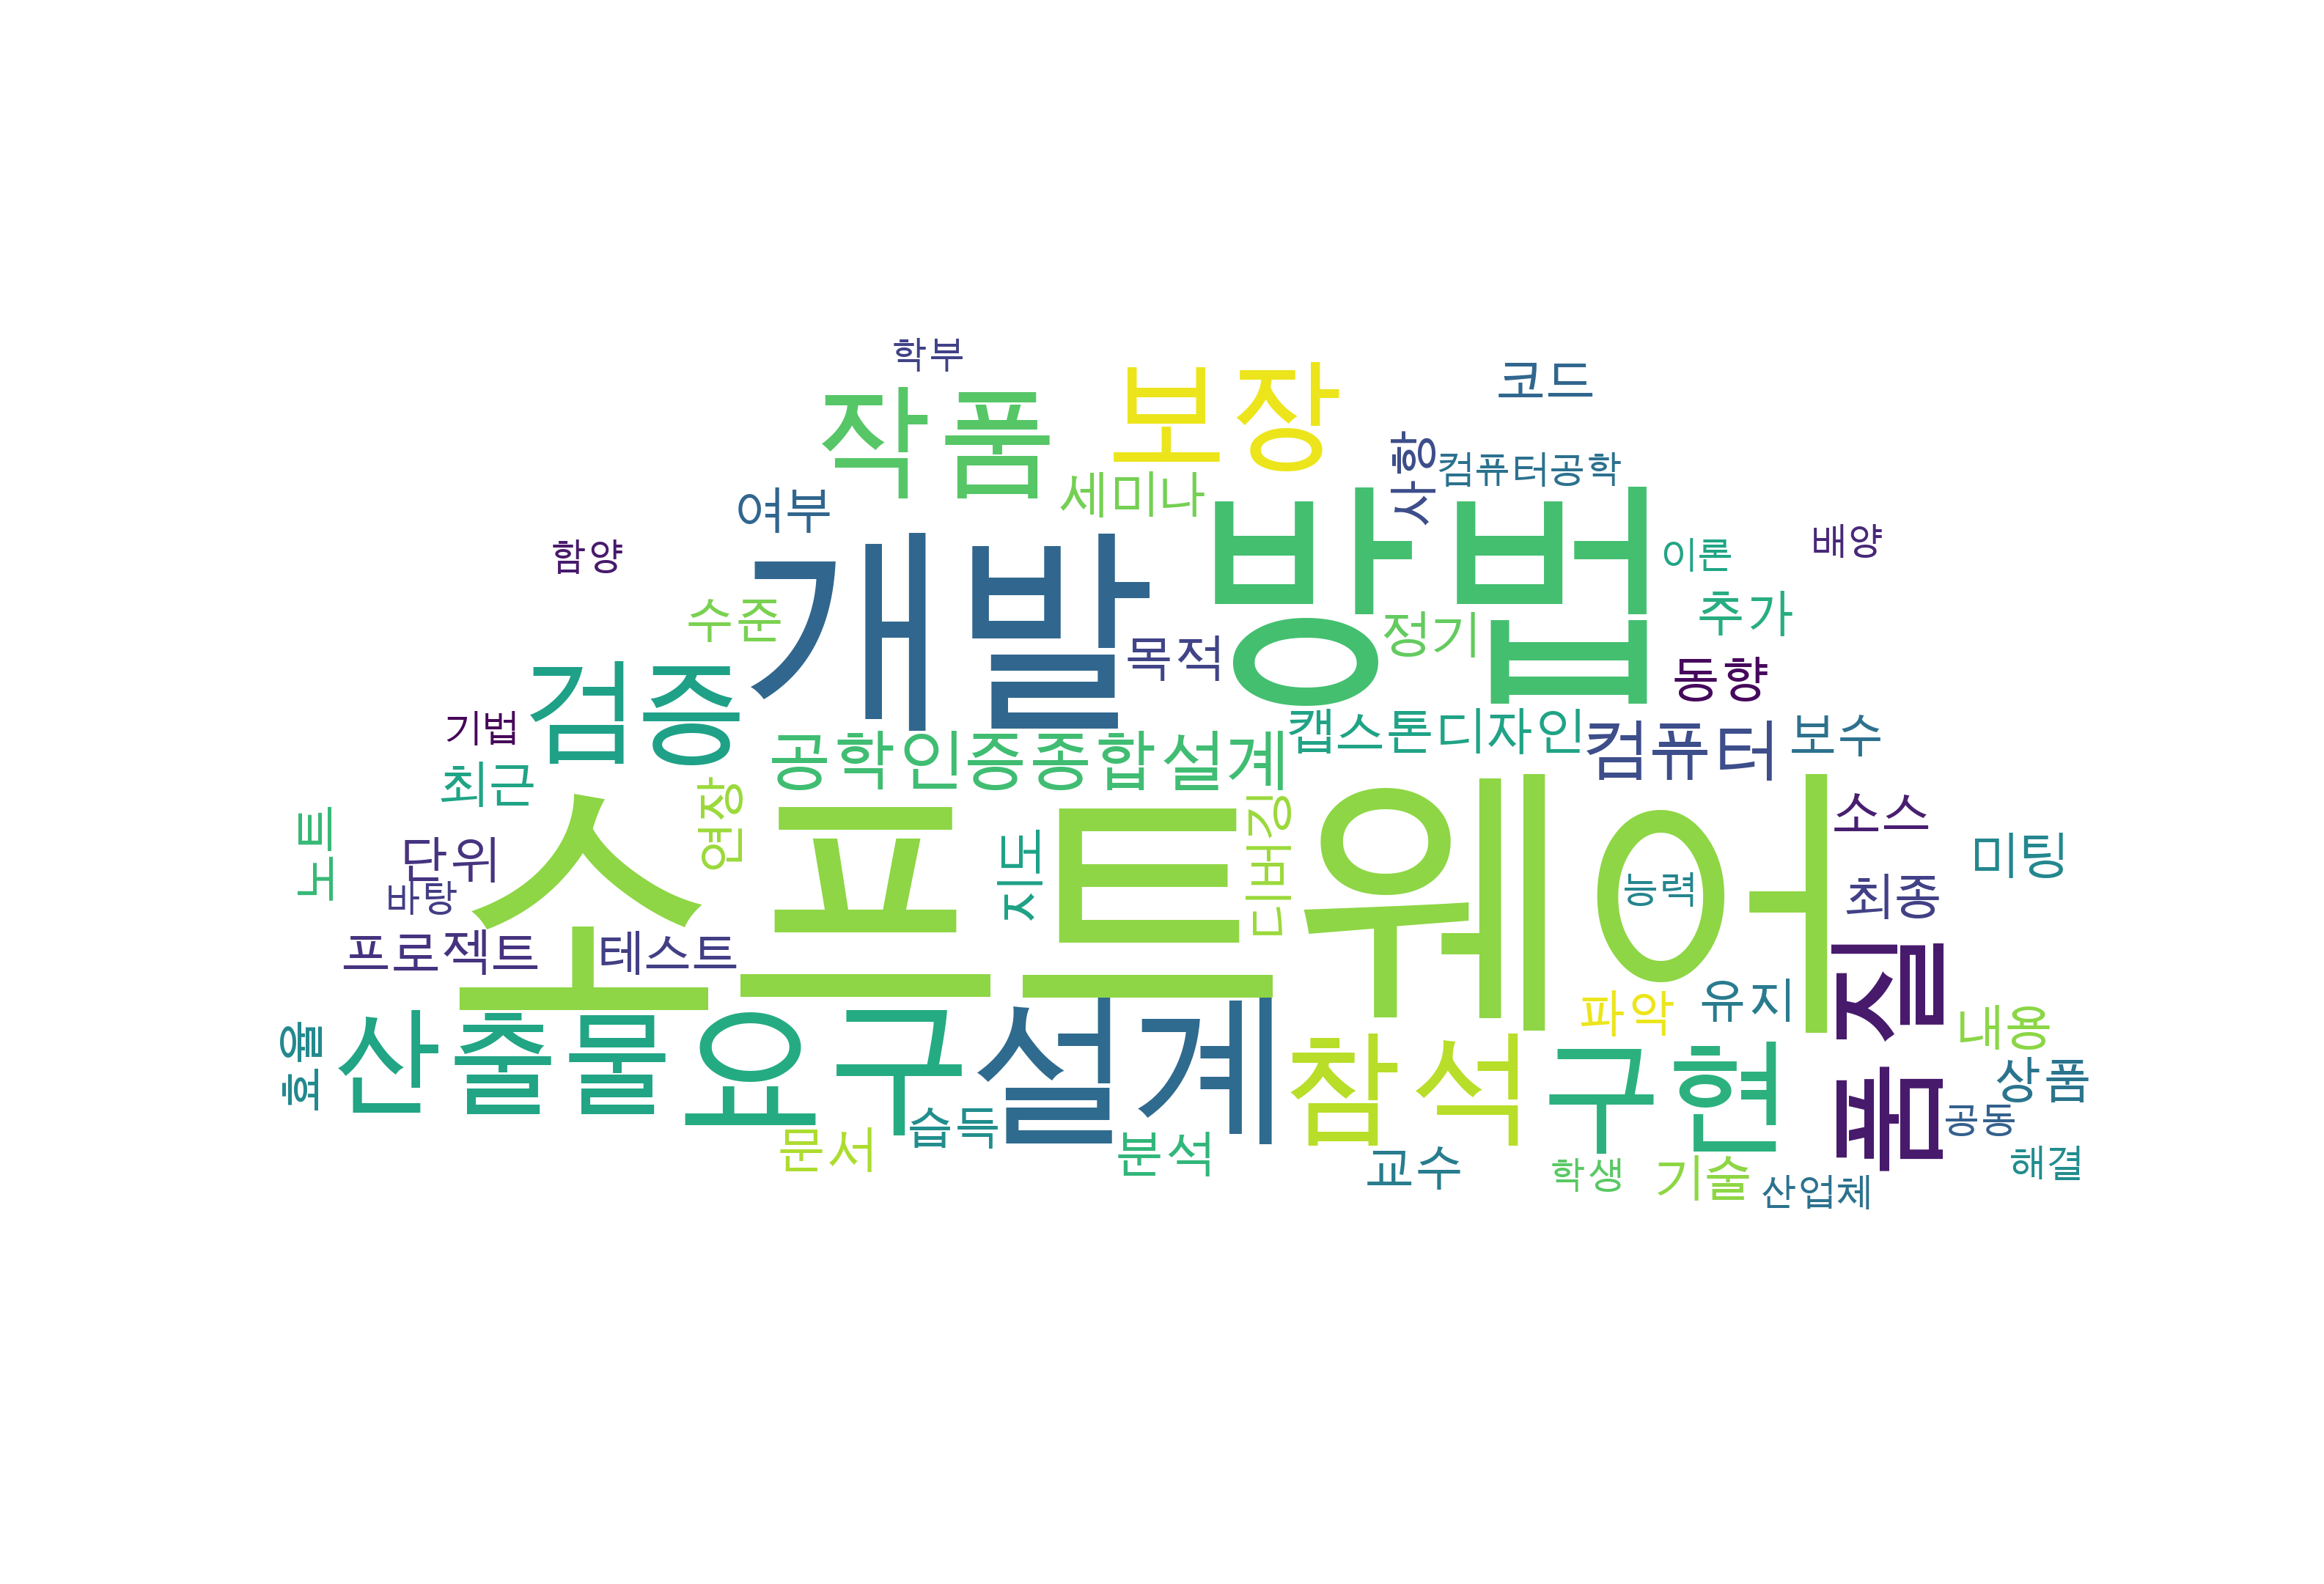 학부
코드
작품
보장
사항
컴퓨터공학
세미나
여부
함양
개발
방법
이론
배양
수준
목적
정기
추가
동향
검증
기법
공학인증종합설계
캡스톤디자인
컴퓨터
보수
최근
연장
소프트웨어
디버깅
소스
노트
단위
지도
미팅
바탕
능력
최종
프로젝트
테스트
품질
파악
유지
내용
산출물
요구
설계
참석
구현
상품
습득
공동
문서
분석
교수
학생
기술
산업체
해결